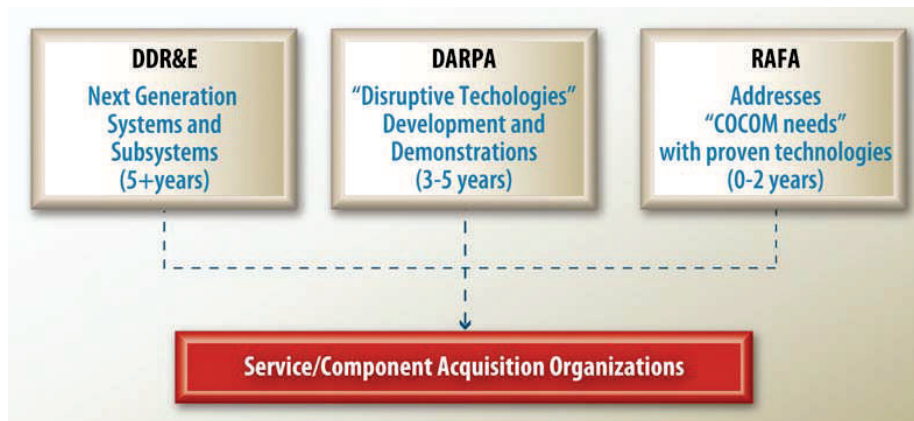 DDR&E
Next Generation
Systems and
Subsystems
(5+years)
DARPA
“Disruptive Techologies”
Development and
Demonstrations
(3-5 years)
RAFA
Addresses
“COCOM needs”
with proven technologies
(0-2 years)
Service/Component Acquisition Organizations